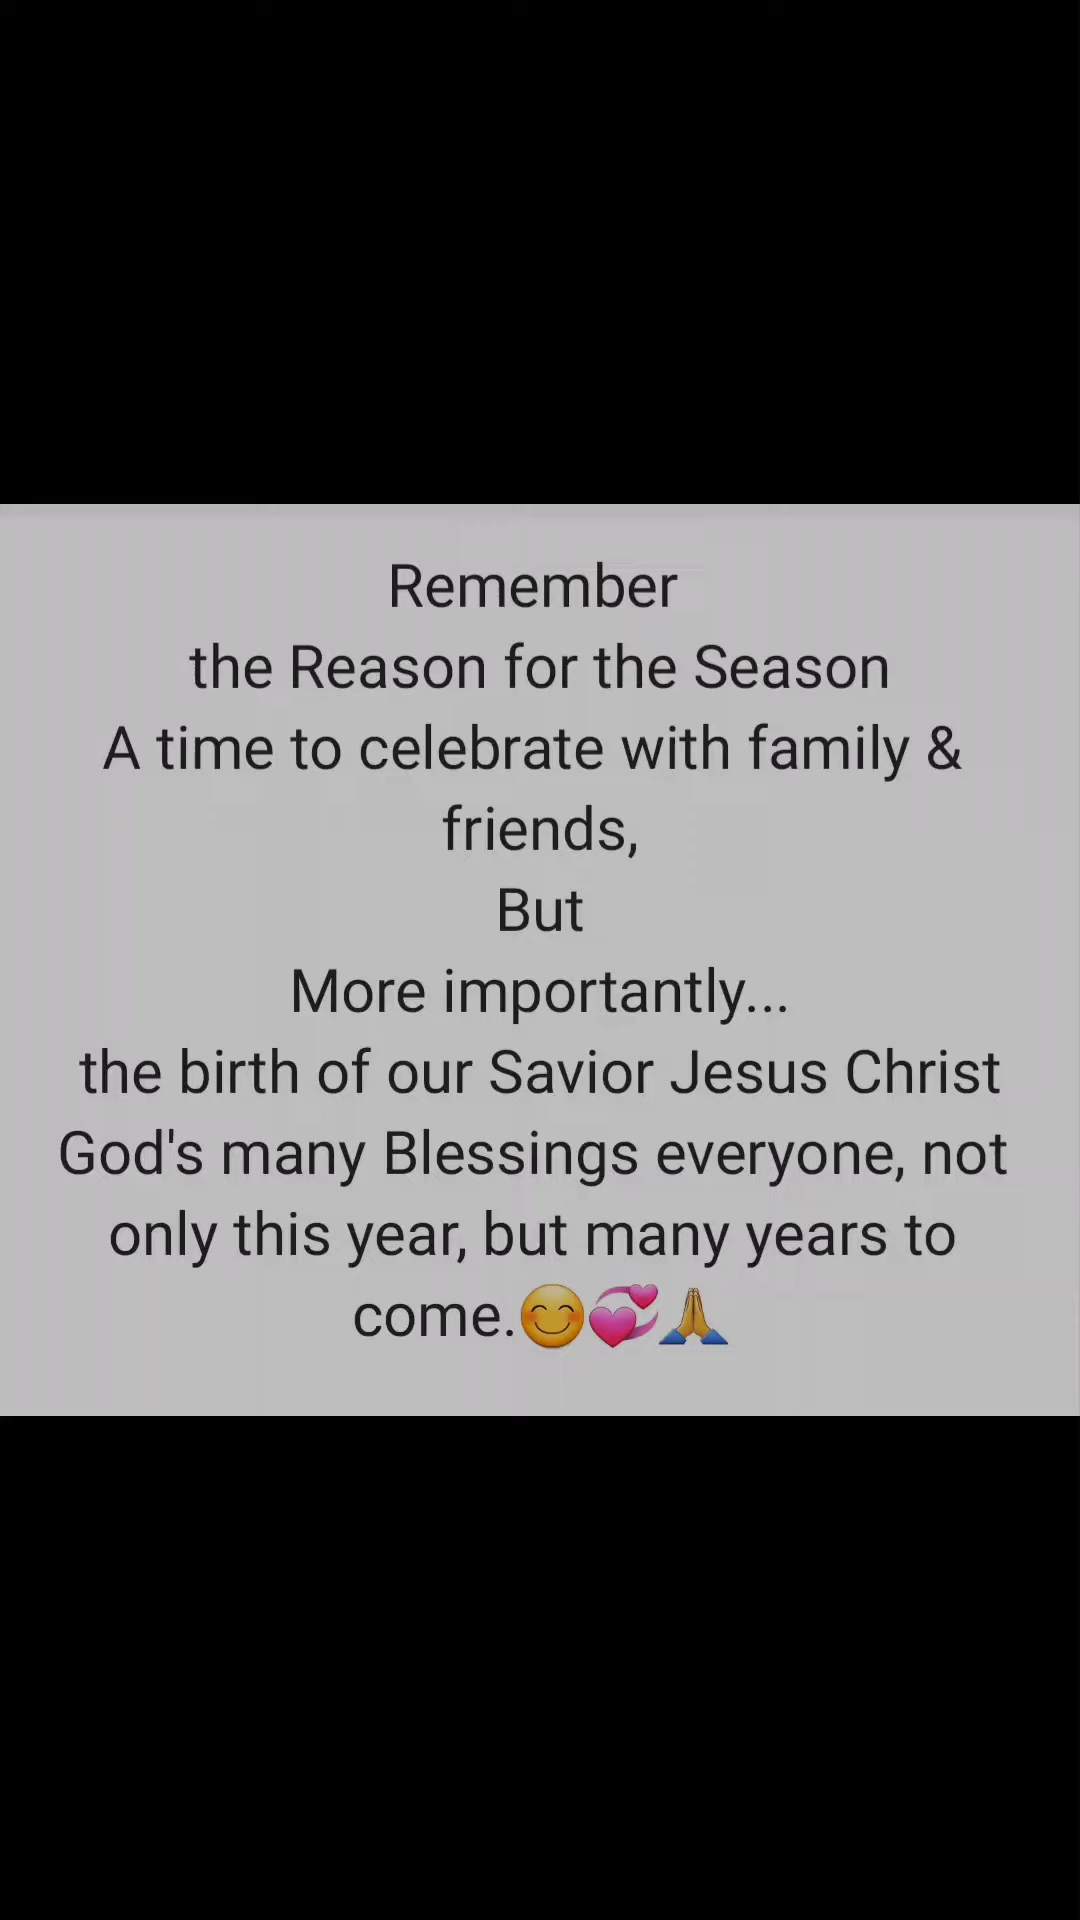 Remember
the Reason for the Season
A time to celebrate with family &
friends,
But
More importantly...
the birth of our Savior Jesus Christ
God's many Blessings everyone, not
only this year, but many years to
come.😊💞🙏